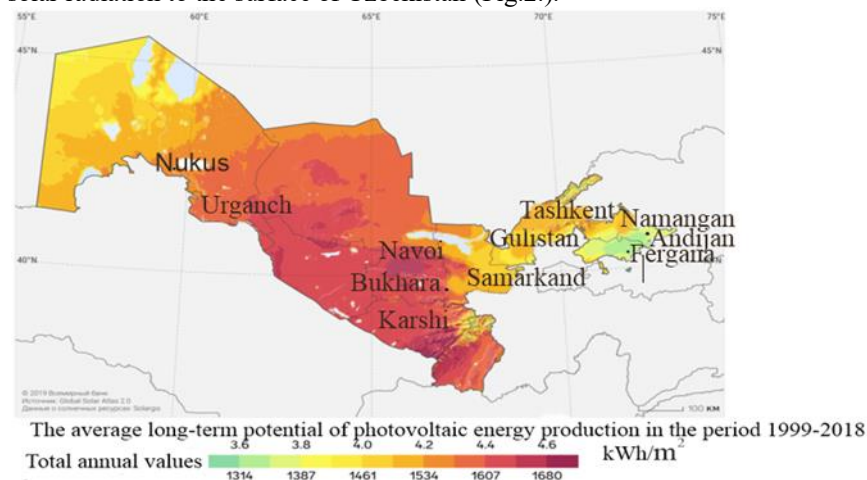 Total radiation to the surface of Uzbekistan (Fig.2.).
55°E 60°E 65°E 70°E 75°E
45°N 45°N
Nukus
Urganch
Tashkent
Namangan
Gulistan
Andijan
Fergana
40°N
Navoi
Samarkand
Bukhara
Karshi
© 2019 Всемирный банк
Источник: Global Solar Atlas 2.0
Данные о солнечных ресурсах: Solargis
100 КМ
The average long-term potential of photovoltaic energy production in the period 1999-2018
3.6 3.8 4.0 4.2 4.4 4.6 kWh/m²
Total annual values
1314 1387 1461 1534 1607 1680